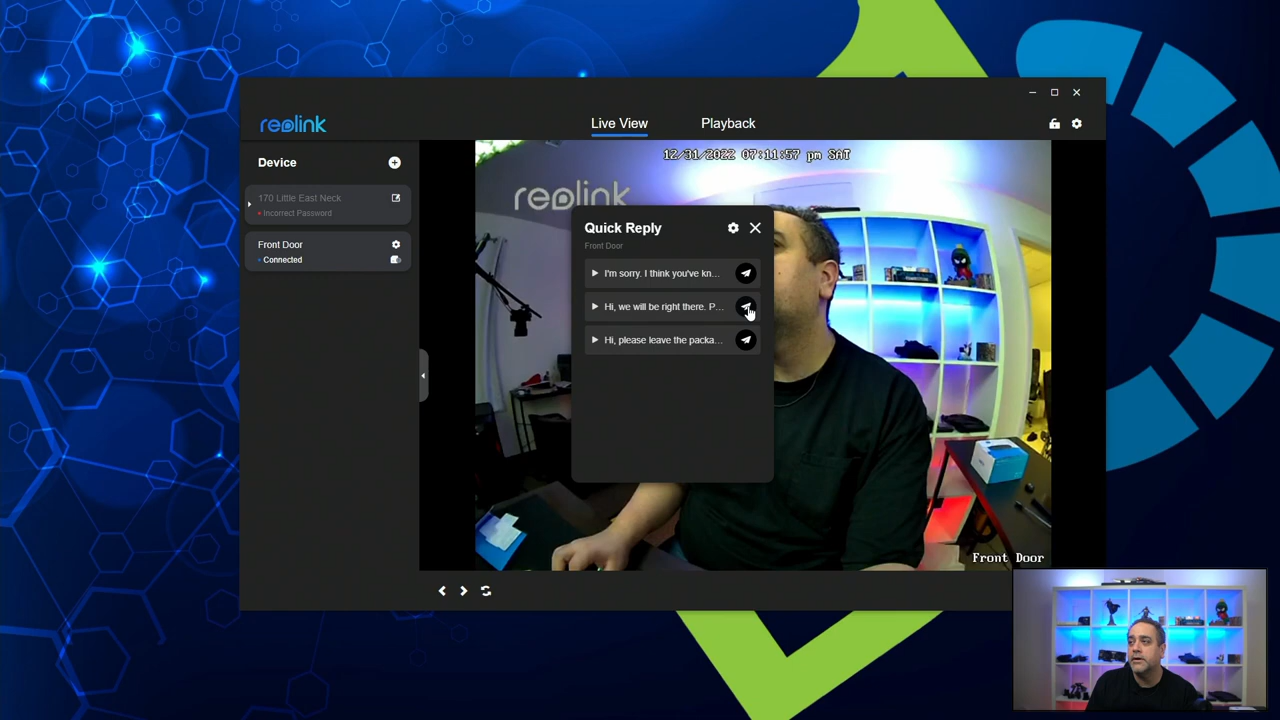 reolink
Live View
Playback
Device
170 Little East Neck
Incorrect Password
Front Door
Connected
12/31/2022 07:11:57 pm SAT
reolink
Quick Reply
Front Door
I'm sorry. I think you've kn...
Hi, we will be right there. P...
Hi, please leave the packa...
Front Door